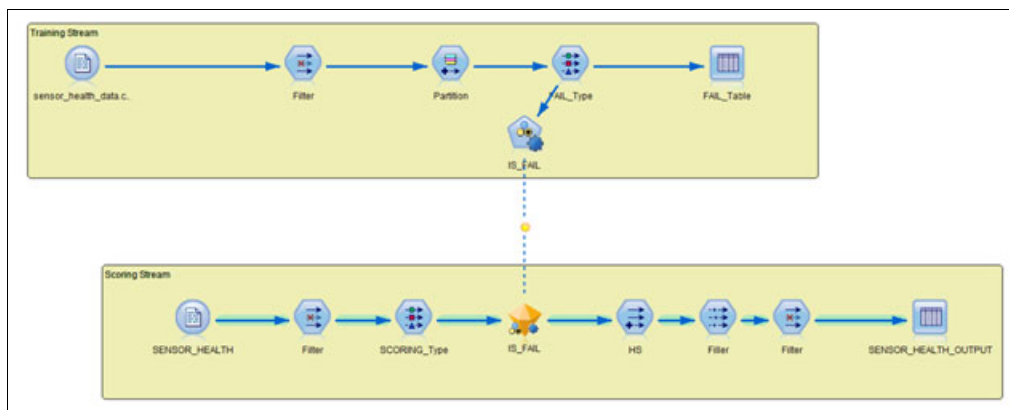 Training Stream
sensor_health_data.c..
Filter
Partition
FAIL_Type
FAIL_Table
IS_FAIL
Scoring Stream
SENSOR_HEALTH
Filter
SCORING_Type
IS_FAIL
HS
Filler
Filter
SENSOR_HEALTH_OUTPUT